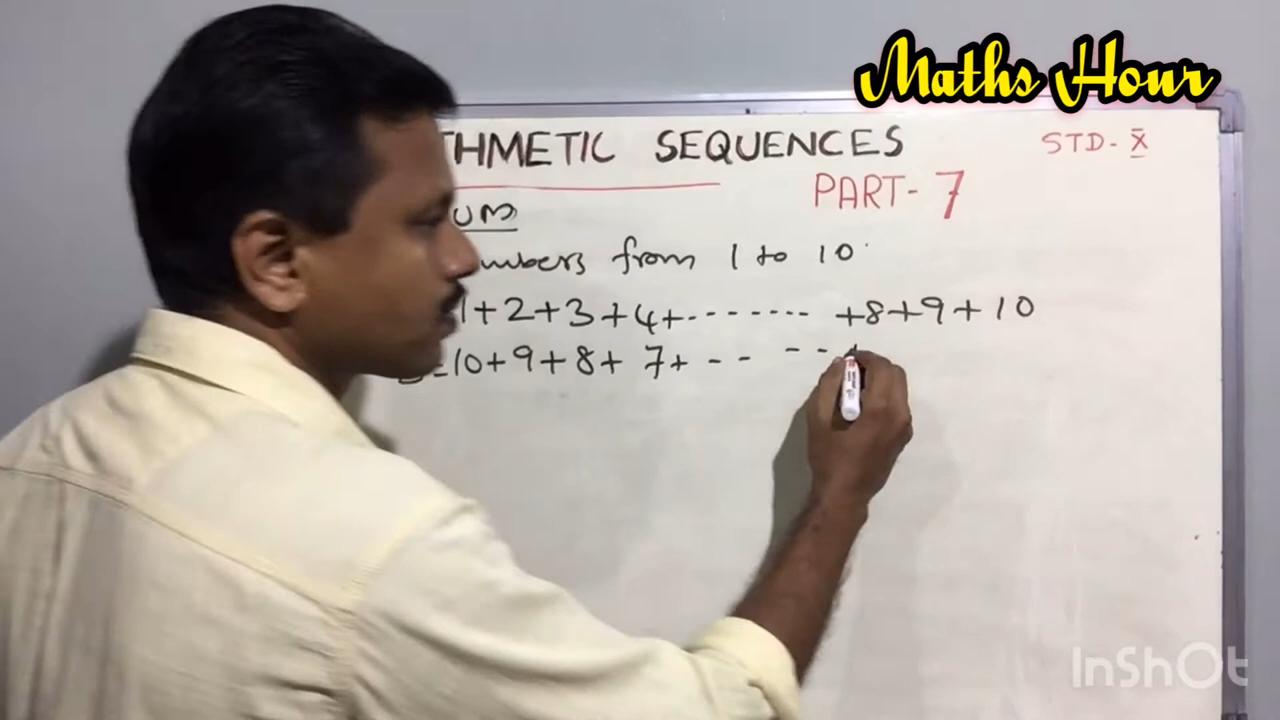 Maths Hour
THMETIC SEQUENCES
STD - X
PART - 7
UM
umbers from 1 to 10
1+2+3+4+-------- +8+9+10
S=10+9+8+ 7+-- --+
InShOt